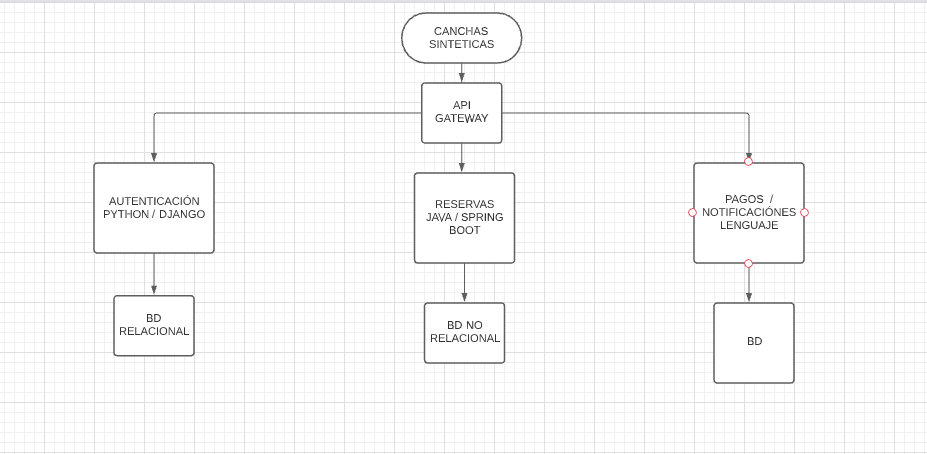 CANCHAS
SINTETICAS
API
GATEWAY
AUTENTICACIÓN
PYTHON / DJANGO
RESERVAS
JAVA / SPRING
BOOT
PAGOS /
NOTIFICACIÓNES
LENGUAJE
BD
RELACIONAL
BD NO
RELACIONAL
BD